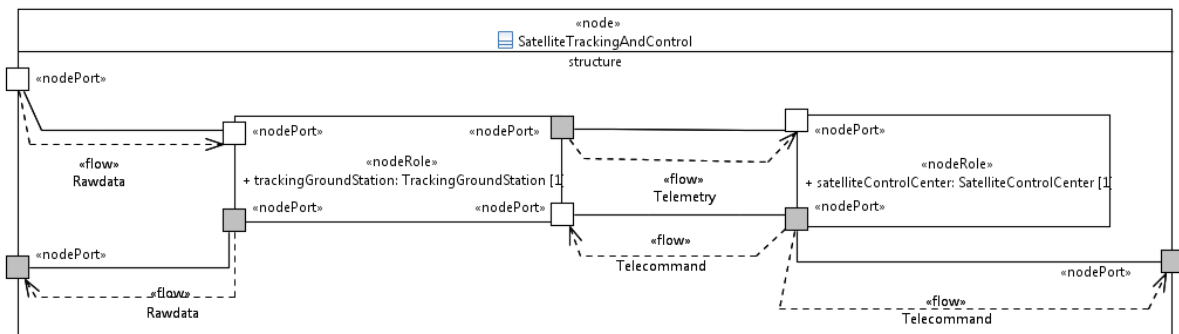 «node»
SatelliteTrackingAndControl
structure
«nodePort»
«nodePort»
«nodePort»
«nodePort»
«flow»
Rawdata
«nodeRole»
+ trackingGroundStation: TrackingGroundStation [1]
«flow»
Telemetry
«nodeRole»
+ satelliteControlCenter: SatelliteControlCenter [1]
«nodePort»
«nodePort»
«nodePort»
«nodePort»
«flow»
Telecommand
«nodePort»
«flow»
Rawdata
«flow»
Telecommand